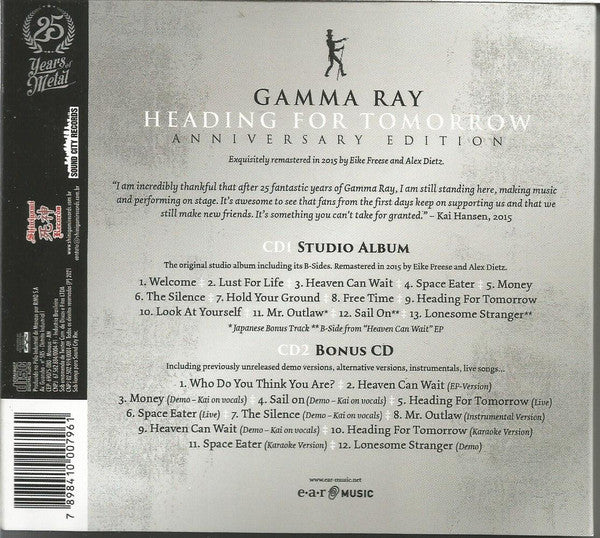 GAMMA RAY
HEADING FOR TOMORROW
ANNIVERSARY EDITION
Exquisitely remastered in 2015 by Eike Freese and Alex Dietz.
"I am incredibly thankful that after 25 fantastic years of Gamma Ray, I am still standing here, making music
and performing on stage. It's awesome to see that fans from the first days keep on supporting us and that we
still make new friends. It's something you can't take for granted." – Kai Hansen, 2015
CD1 STUDIO ALBUM
The original studio album including its B-Sides. Remastered in 2015 by Eike Freese and Alex Dietz.
1. Welcome 2. Lust For Life 3. Heaven Can Wait 4. Space Eater 5. Money
6. The Silence 7. Hold Your Ground 8. Free Time 9. Heading For Tomorrow
10. Look At Yourself 11. Mr. Outlaw* 12. Sail On** 13. Lonesome Stranger**
* Japanese Bonus Track ** B-Side from "Heaven Can Wait" EP
CD2 BONUS CD
Including previously unreleased demo versions, alternative versions, instrumentals, live songs...
1. Who Do You Think You Are? 2. Heaven Can Wait (EP-Version)
3. Money (Demo – Kai on vocals) 4. Sail on (Demo – Kai on vocals) 5. Heading For Tomorrow (Live)
6. Space Eater (Live) 7. The Silence (Demo – Kai on vocals) 8. Mr. Outlaw (Instrumental Version)
9. Heaven Can Wait (Demo – Kai on vocals) 10. Heading For Tomorrow (Karaoke Version)
11. Space Eater (Karaoke Version) 12. Lonesome Stranger (Demo)
www.ear-music.net
e·a·r MUSIC
25
Years of
Metal
SOUND CITY RECORDS
Shinigami
死神
Records
www.shinigamirecords.com.br
7 898410 007961